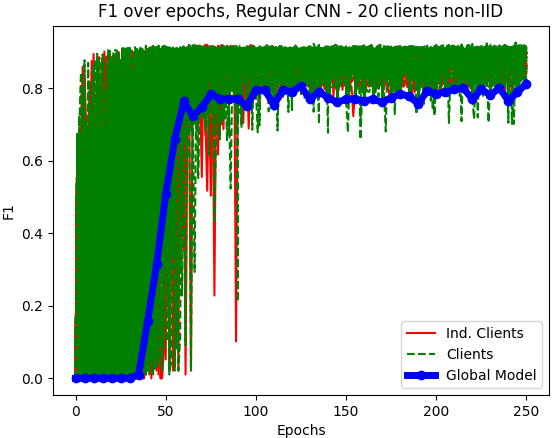 F1 over epochs, Regular CNN - 20 clients non-IID
0.8
0.6
0.4
0.2
0.0
F1
Ind. Clients
Clients
Global Model
0 50 100 150 200 250
Epochs